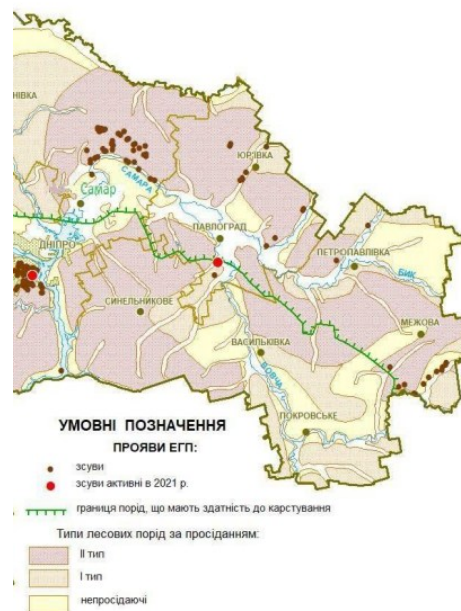 НІВКА
ЮР'ЇВКА
САМАРА
Самар
ПАВЛОГРАД
ДНІПРО
ПЕТРОПАВЛІВКА
БИК
СИНЕЛЬНИКОВЕ
МЕЖОВА
ВАСИЛЬКІВКА
ВОВЧА
ПОКРОВСЬКЕ
УМОВНІ ПОЗНАЧЕННЯ
ПРОЯВИ ЕГП:
зсуви
зсуви активні в 2021 р.
границя порід, що мають здатність до карстування
Типи лесових порід за просіданням:
II тип
I тип
непросідаючі